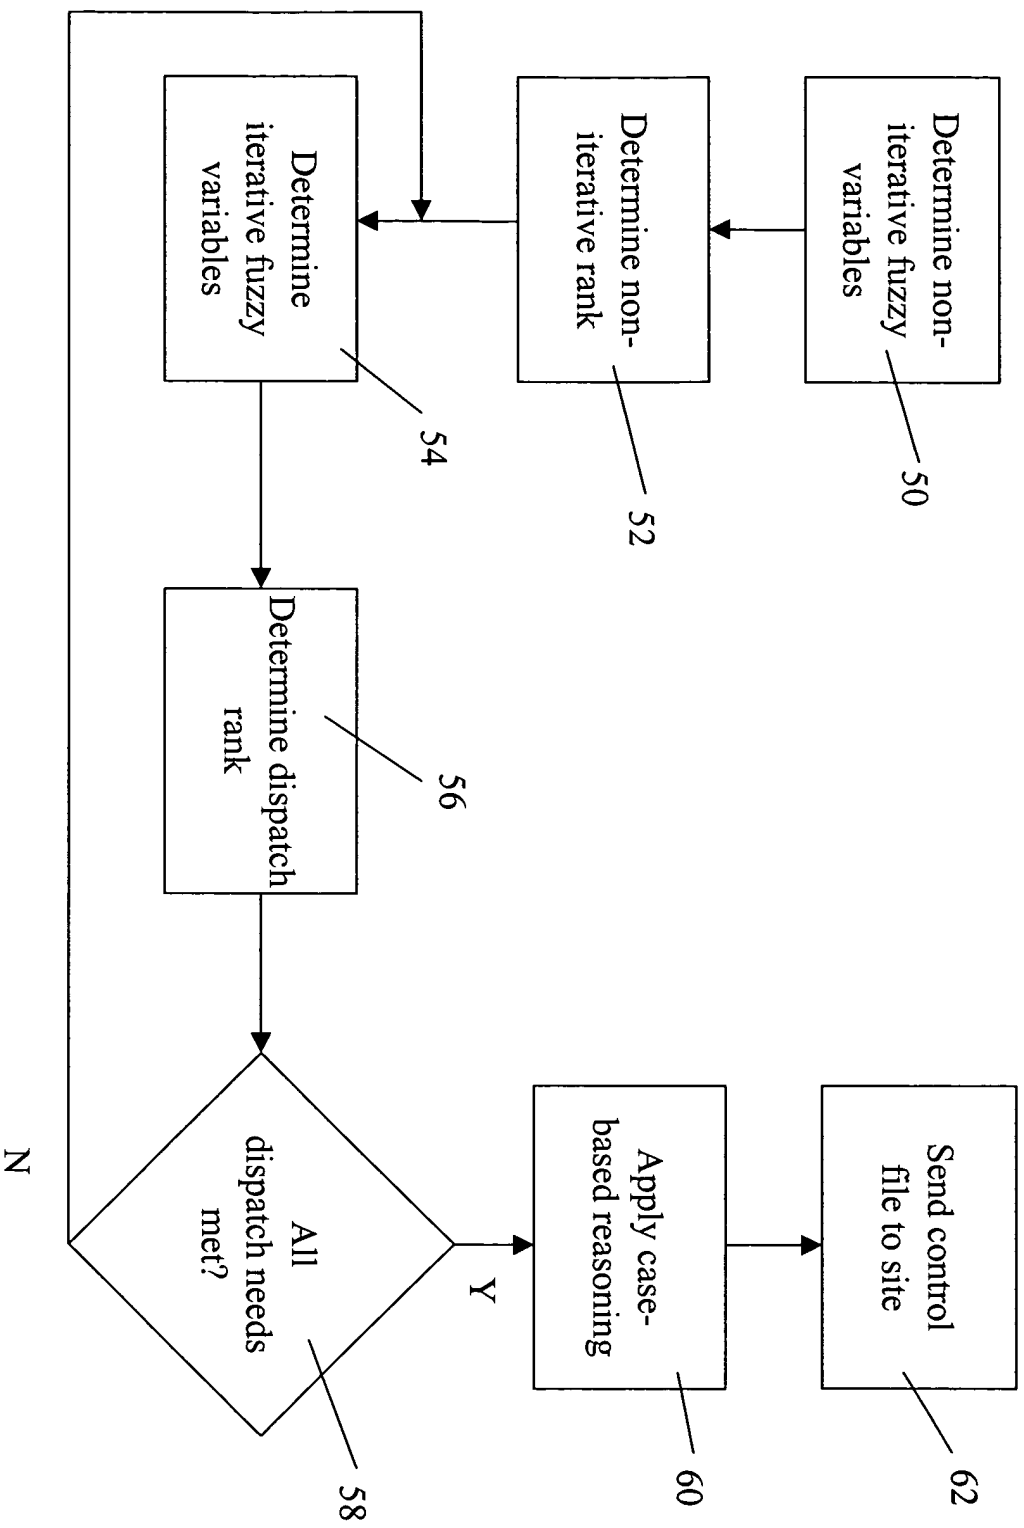 Determine non-
iterative fuzzy
variables
50
Determine non-
iterative rank
52
Determine
iterative fuzzy
variables
54
Determine dispatch
rank
56
All
dispatch needs
met?
58
N
Y
Apply case-
based reasoning
60
Send control
file to site
62